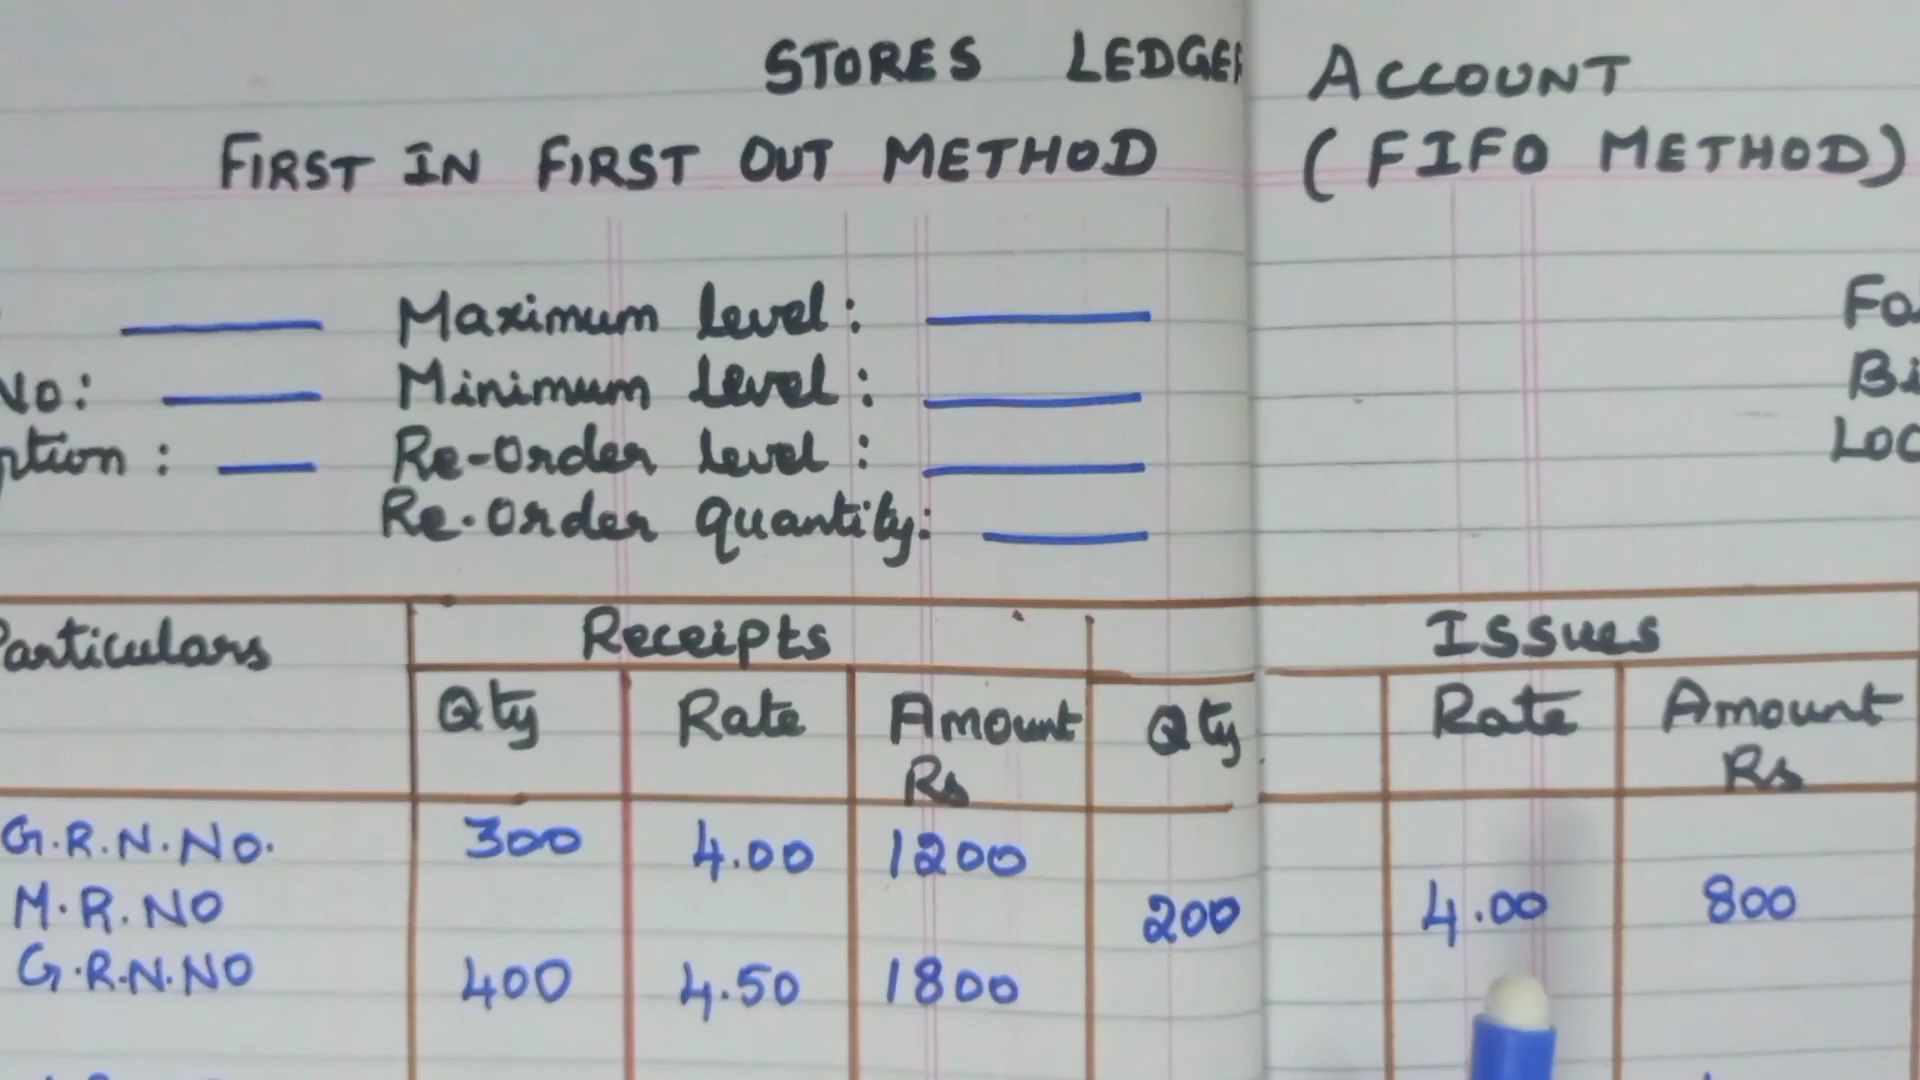 STORES LEDGER ACCOUNT
FIRST IN FIRST OUT METHOD (FIFO METHOD)
Maximum level:
No: Minimum level:
Re-Order level:
Re-Order quantity:
Particulars Receipts Issues
Qty Rate Amount Rs Qty Rate Amount Rs
G.R.N.No. 300 4.00 1200
M.R.NO 200 4.00 800
G.R.N.NO 400 4.50 1800